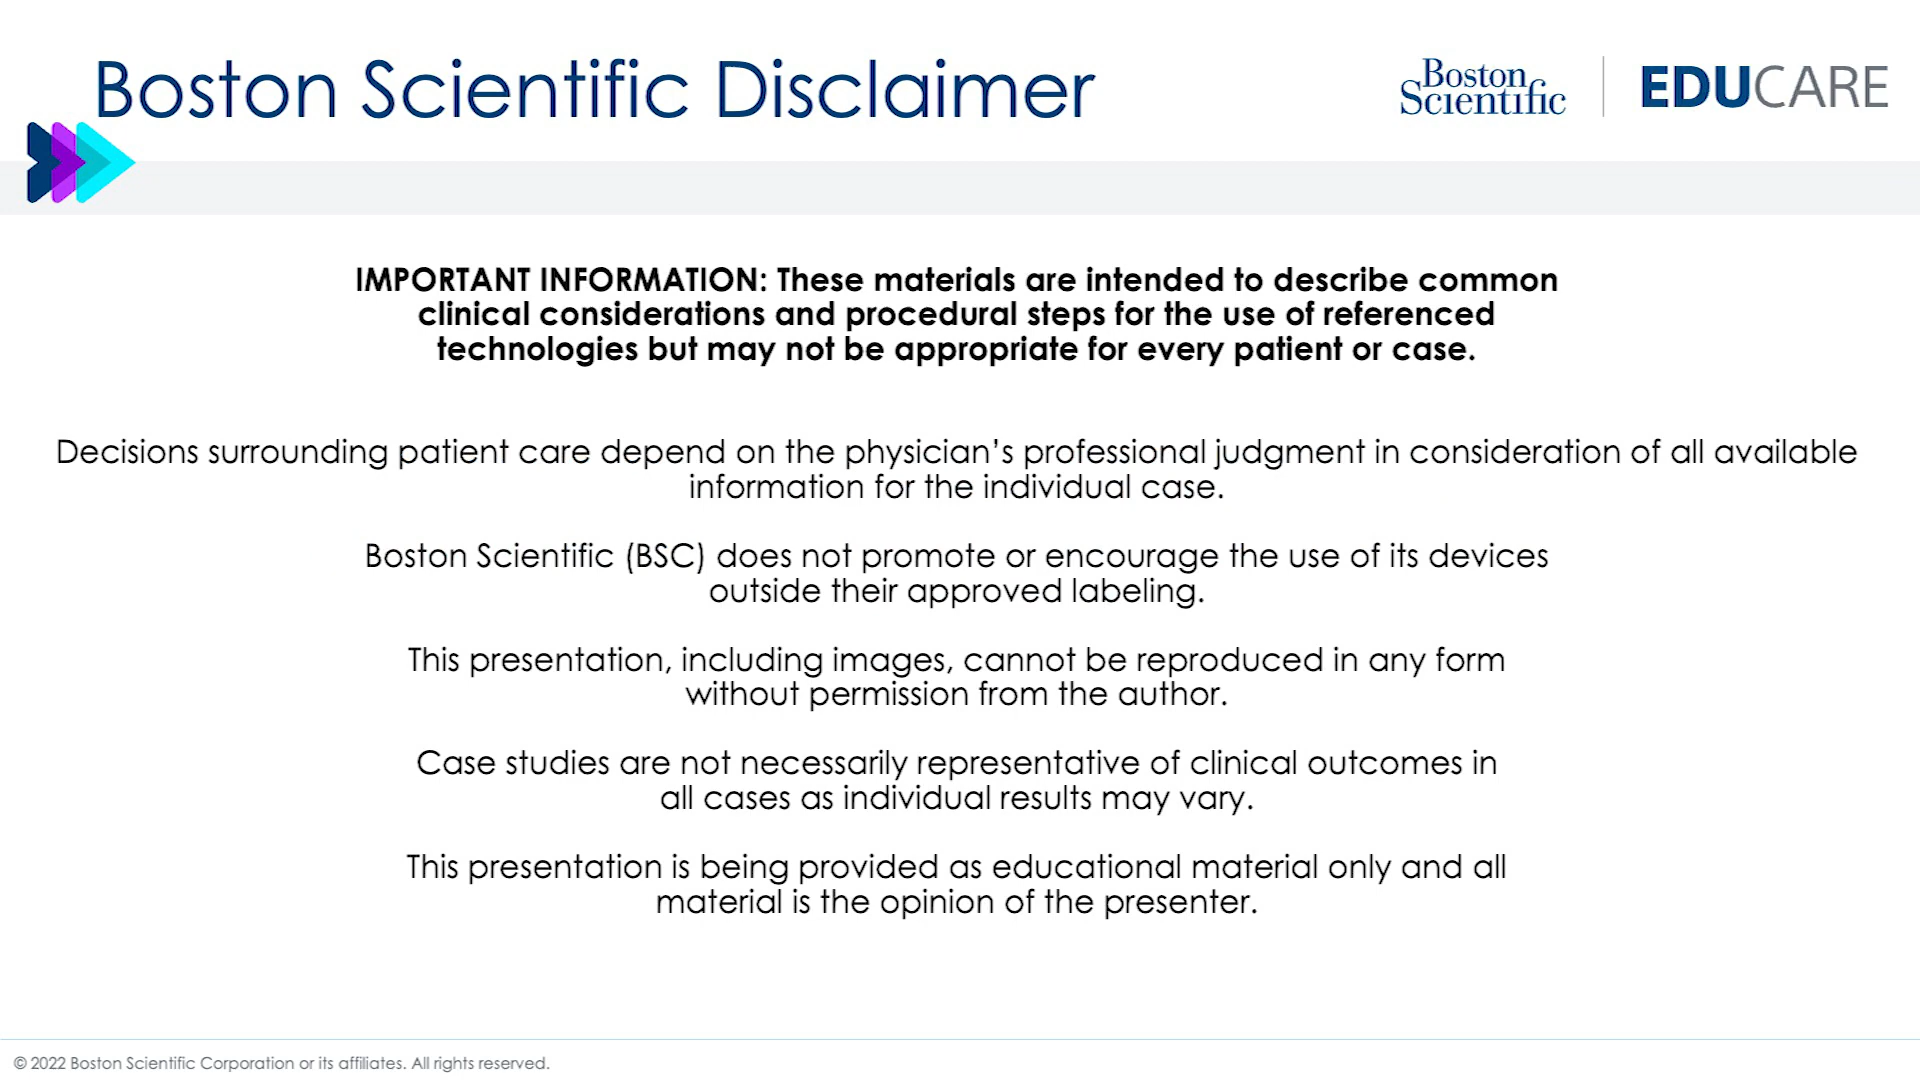 Boston Scientific Disclaimer
Boston
Scientific
EDUCARE
IMPORTANT INFORMATION: These materials are intended to describe common
clinical considerations and procedural steps for the use of referenced
technologies but may not be appropriate for every patient or case.
Decisions surrounding patient care depend on the physician’s professional judgment in consideration of all available
information for the individual case.
Boston Scientific (BSC) does not promote or encourage the use of its devices
outside their approved labeling.
This presentation, including images, cannot be reproduced in any form
without permission from the author.
Case studies are not necessarily representative of clinical outcomes in
all cases as individual results may vary.
This presentation is being provided as educational material only and all
material is the opinion of the presenter.
© 2022 Boston Scientific Corporation or its affiliates. All rights reserved.